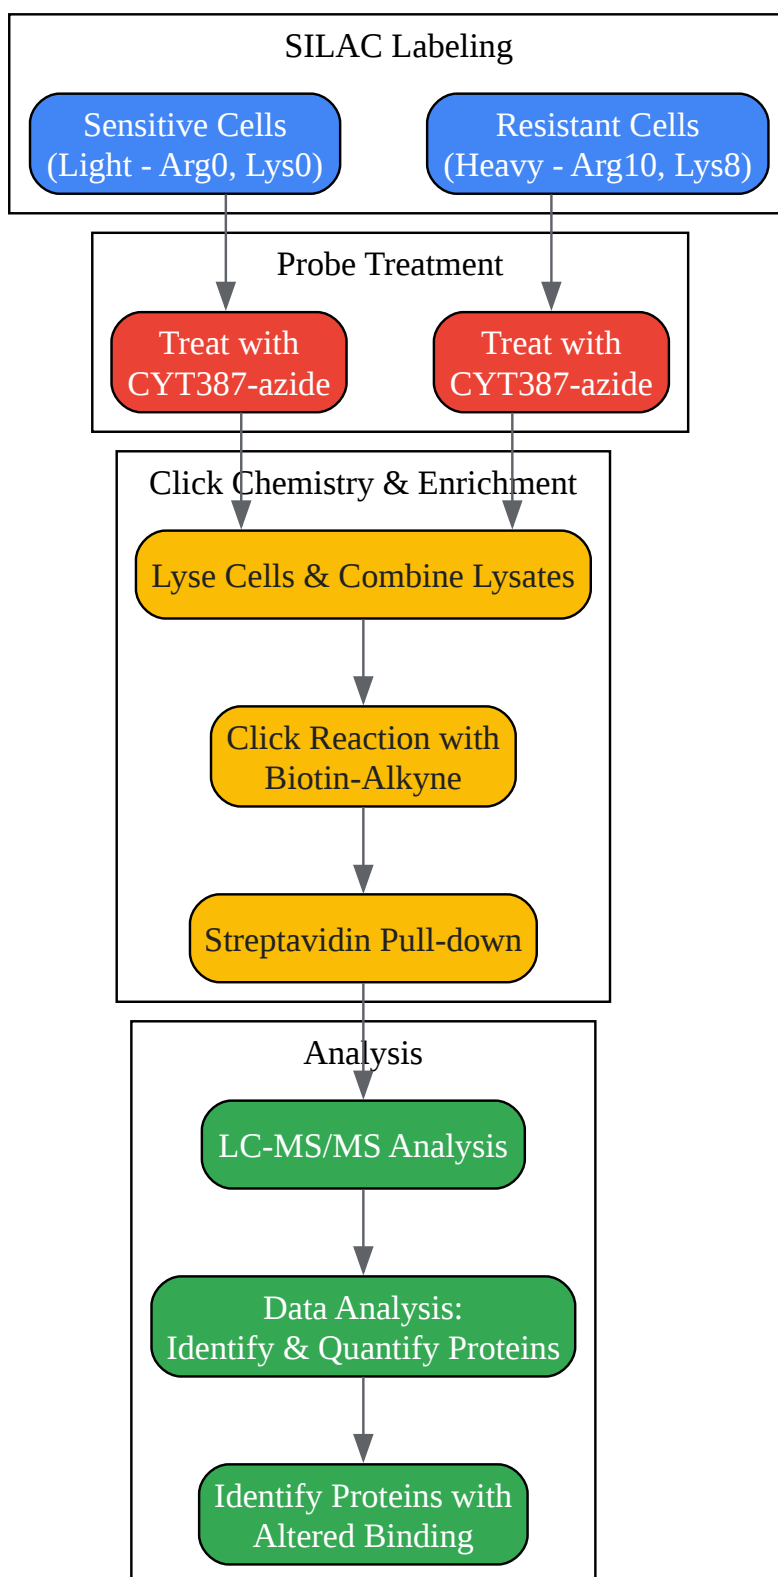 SILAC Labeling
Sensitive Cells
(Light - Arg0, Lys0)
Resistant Cells
(Heavy - Arg10, Lys8)
Probe Treatment
Treat with
CYT387-azide
Treat with
CYT387-azide
Click Chemistry & Enrichment
Lyse Cells & Combine Lysates
Click Reaction with
Biotin-Alkyne
Streptavidin Pull-down
Analysis
LC-MS/MS Analysis
Data Analysis:
Identify & Quantify Proteins
Identify Proteins with
Altered Binding